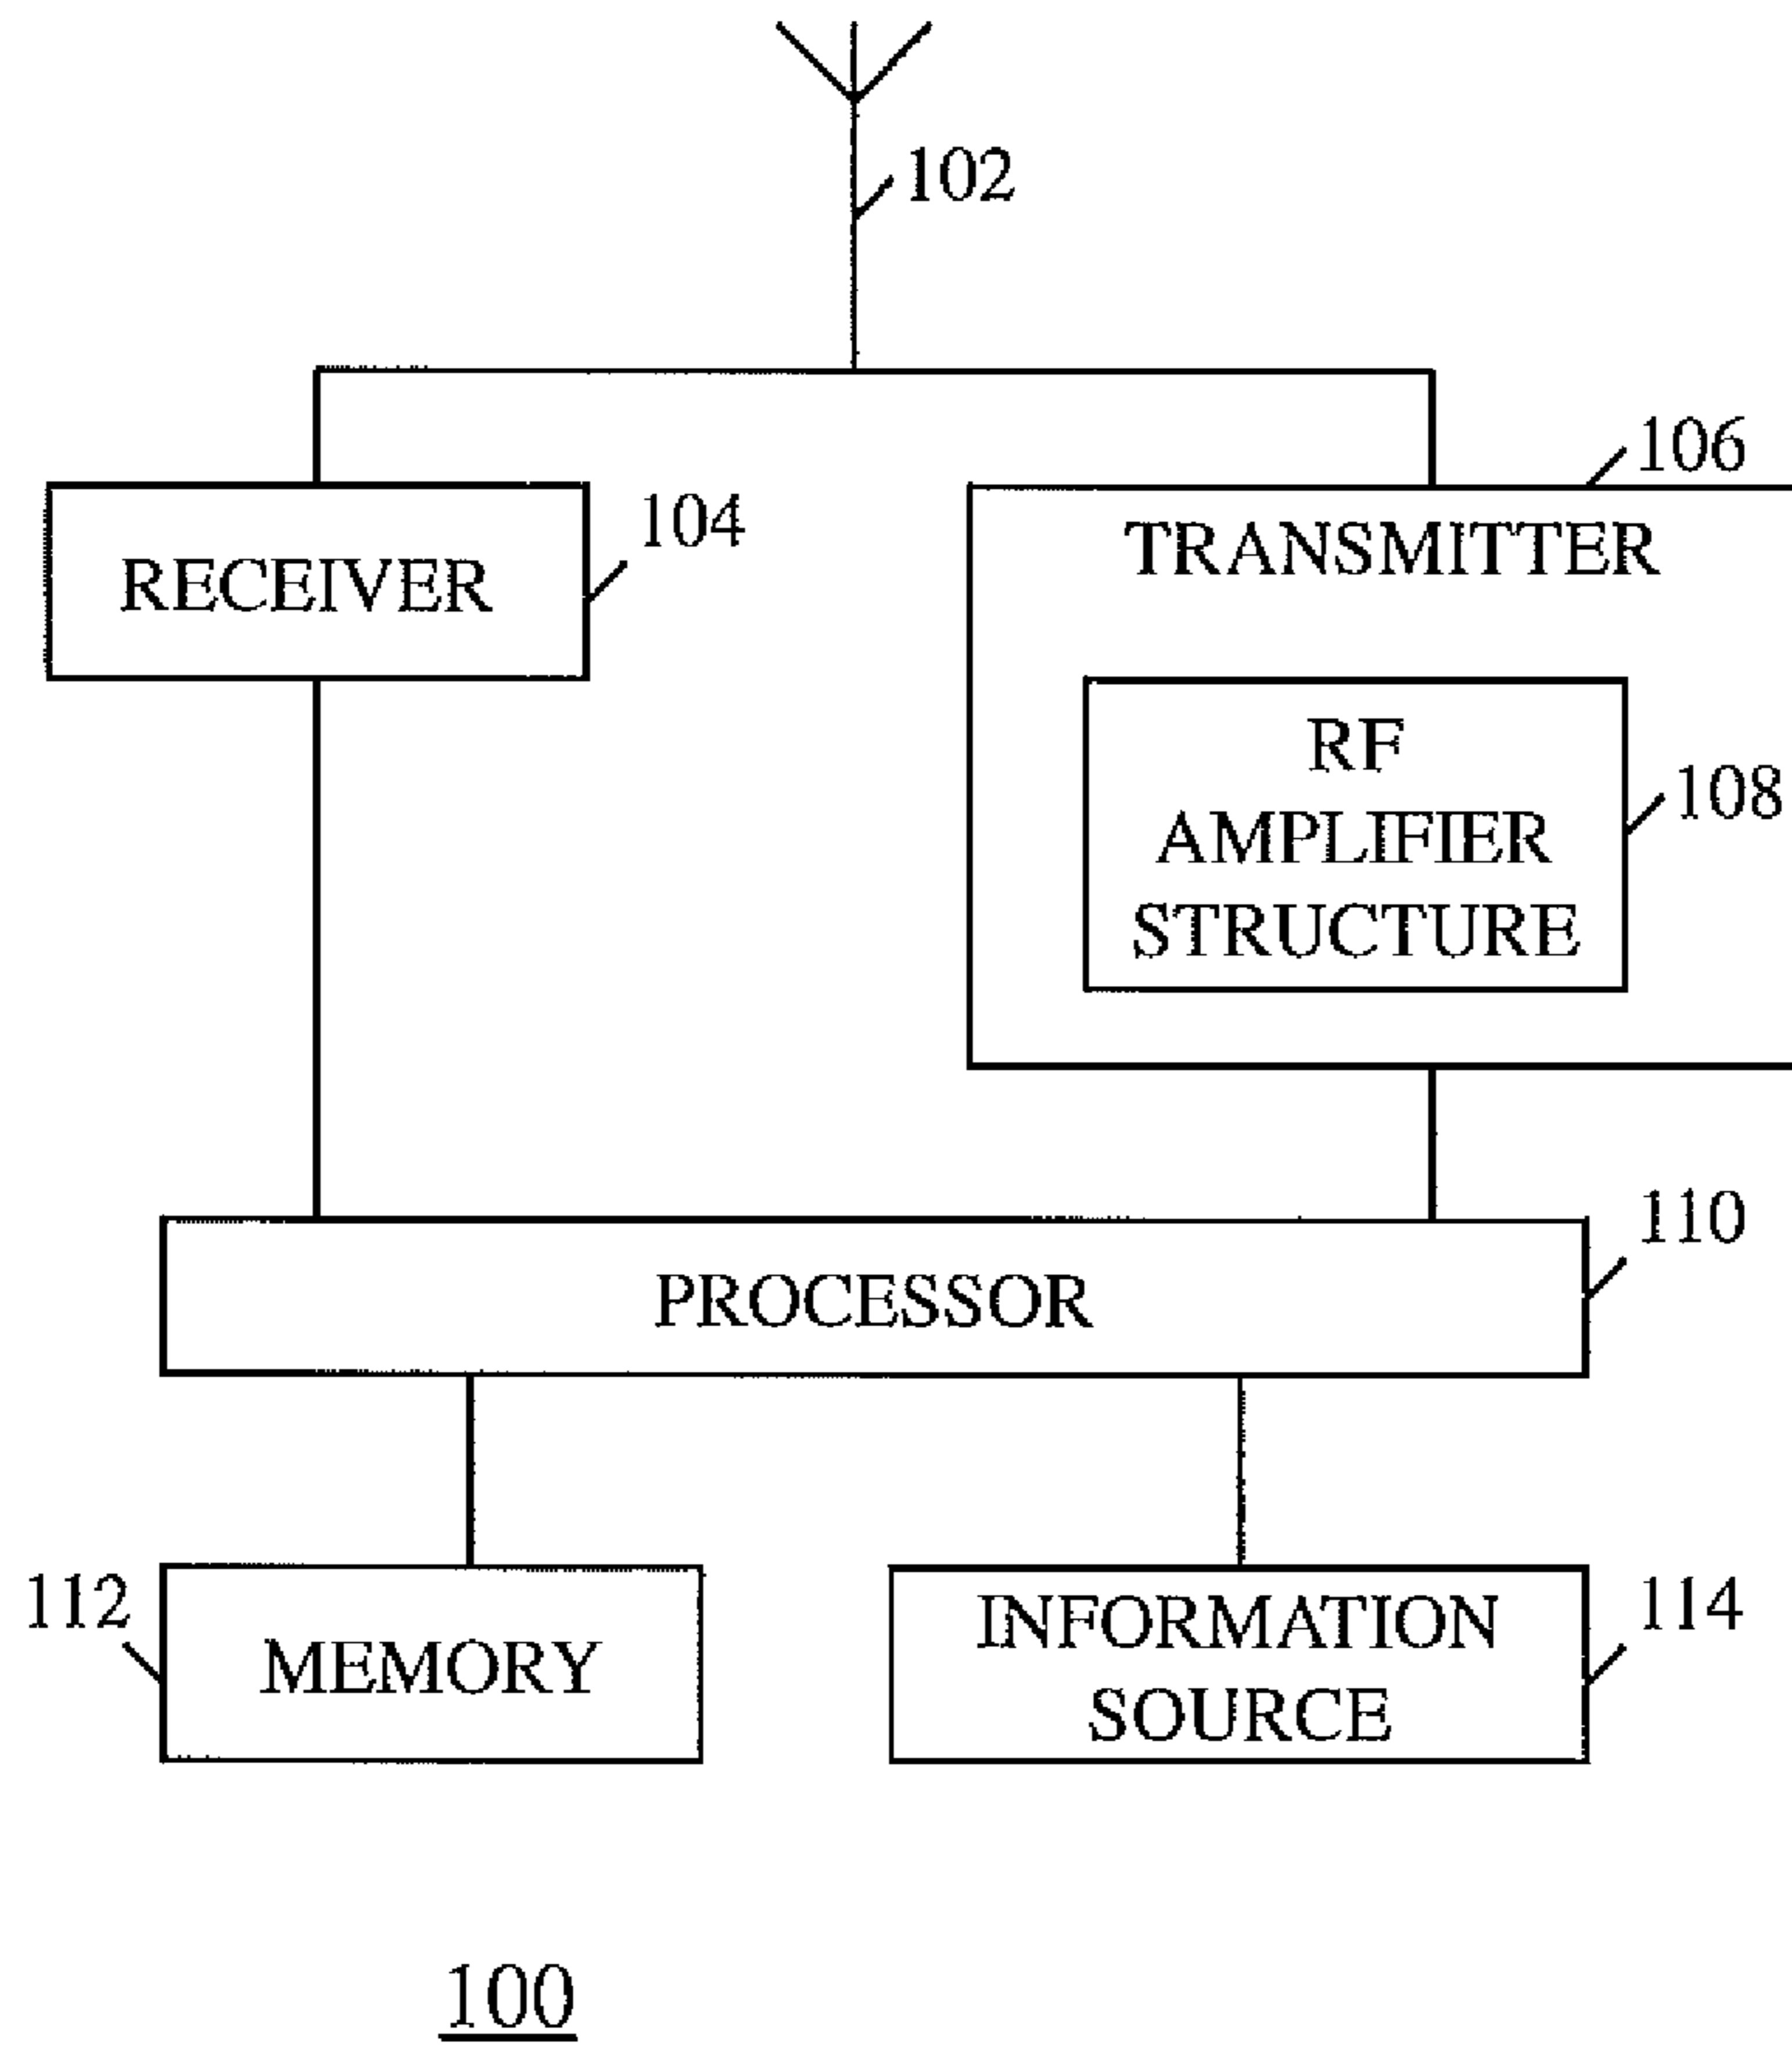 102
106
104
TRANSMITTER
RECEIVER
RF
AMPLIFIER
STRUCTURE
108
110
PROCESSOR
112
MEMORY
INFORMATION
SOURCE
114
100